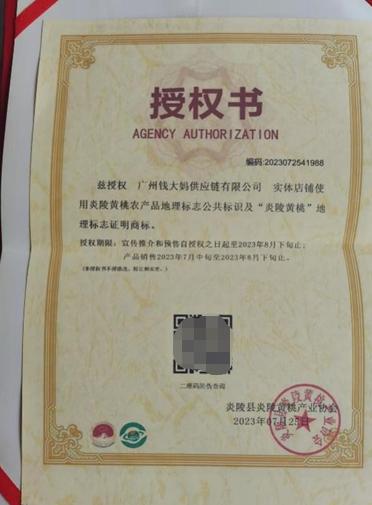 授权书
AGENCY AUTHORIZATION
编码:2023072541988
兹授权 广州钱大妈供应链有限公司 实体店铺使
用炎陵黄桃农产品地理标志公共标识及“炎陵黄桃”地
理标志证明商标。
授权期限：宣传推介和预售自授权之日起至2023年8月下旬止。
产品销售2023年7月中旬至2023年8月下旬止。
二维码防伪查询
炎陵县炎陵黄桃产业协会
2023年07月25日